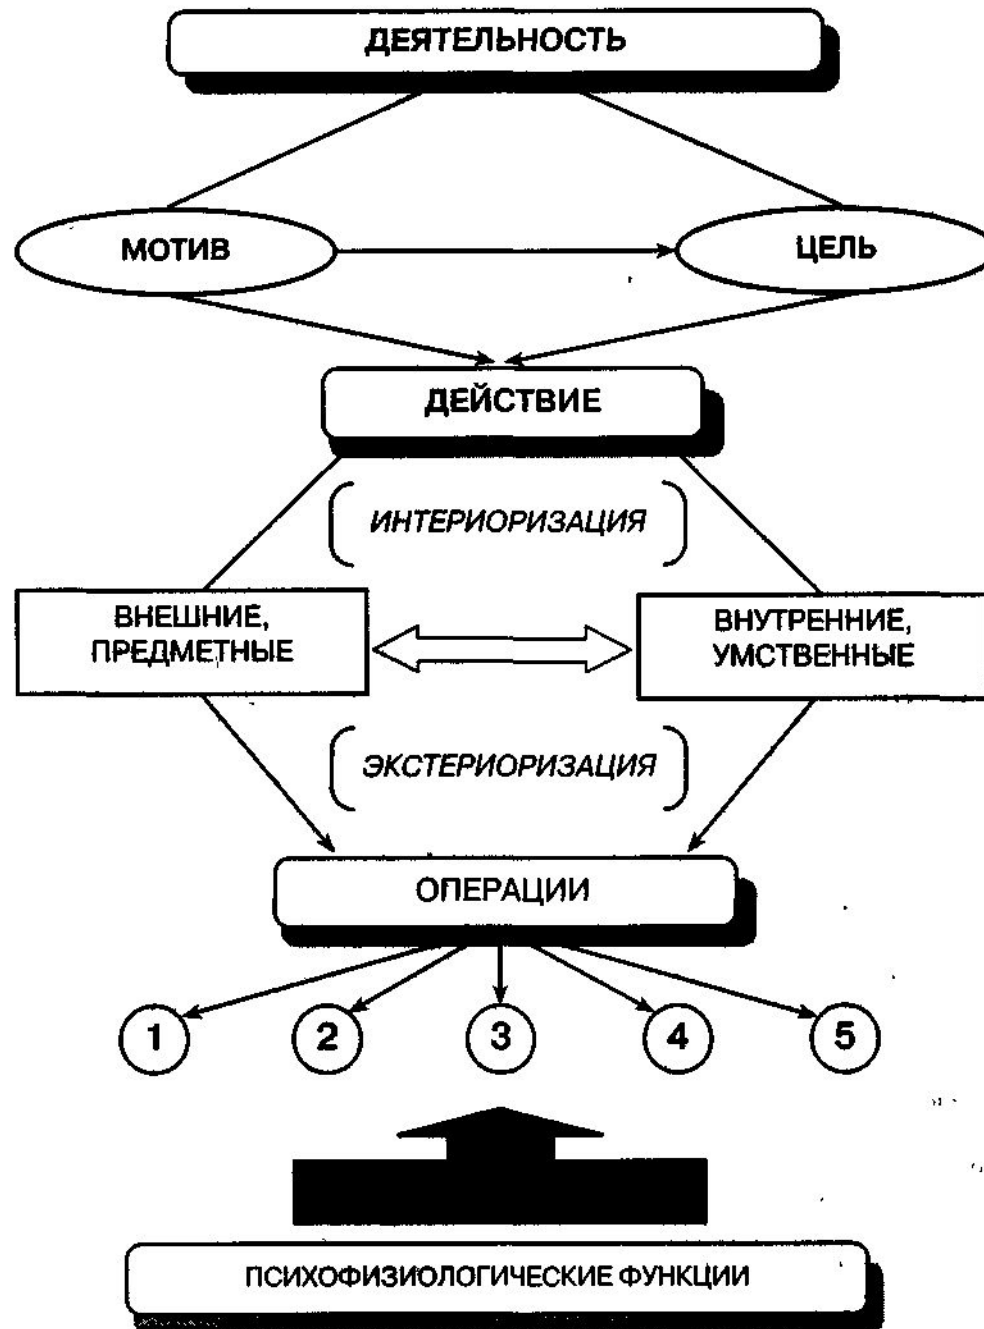 ДЕЯТЕЛЬНОСТЬ
МОТИВ
ЦЕЛЬ
ДЕЙСТВИЕ
ИНТЕРИОРИЗАЦИЯ
ВНЕШНИЕ,
ПРЕДМЕТНЫЕ
ВНУТРЕННИЕ,
УМСТВЕННЫЕ
ЭКСТЕРИОРИЗАЦИЯ
ОПЕРАЦИИ
1 2 3 4 5
ПСИХОФИЗИОЛОГИЧЕСКИЕ ФУНКЦИИ